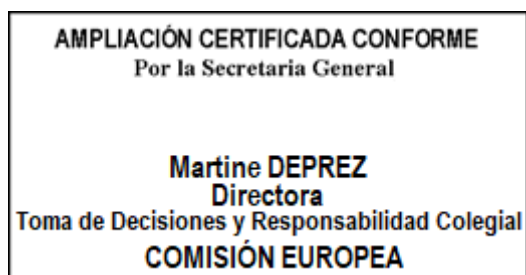 AMPLIACIÓN CERTIFICADA CONFORME
Por la Secretaria General
Martine DEPREZ
Directora
Toma de Decisiones y Responsabilidad Colegial
COMISIÓN EUROPEA